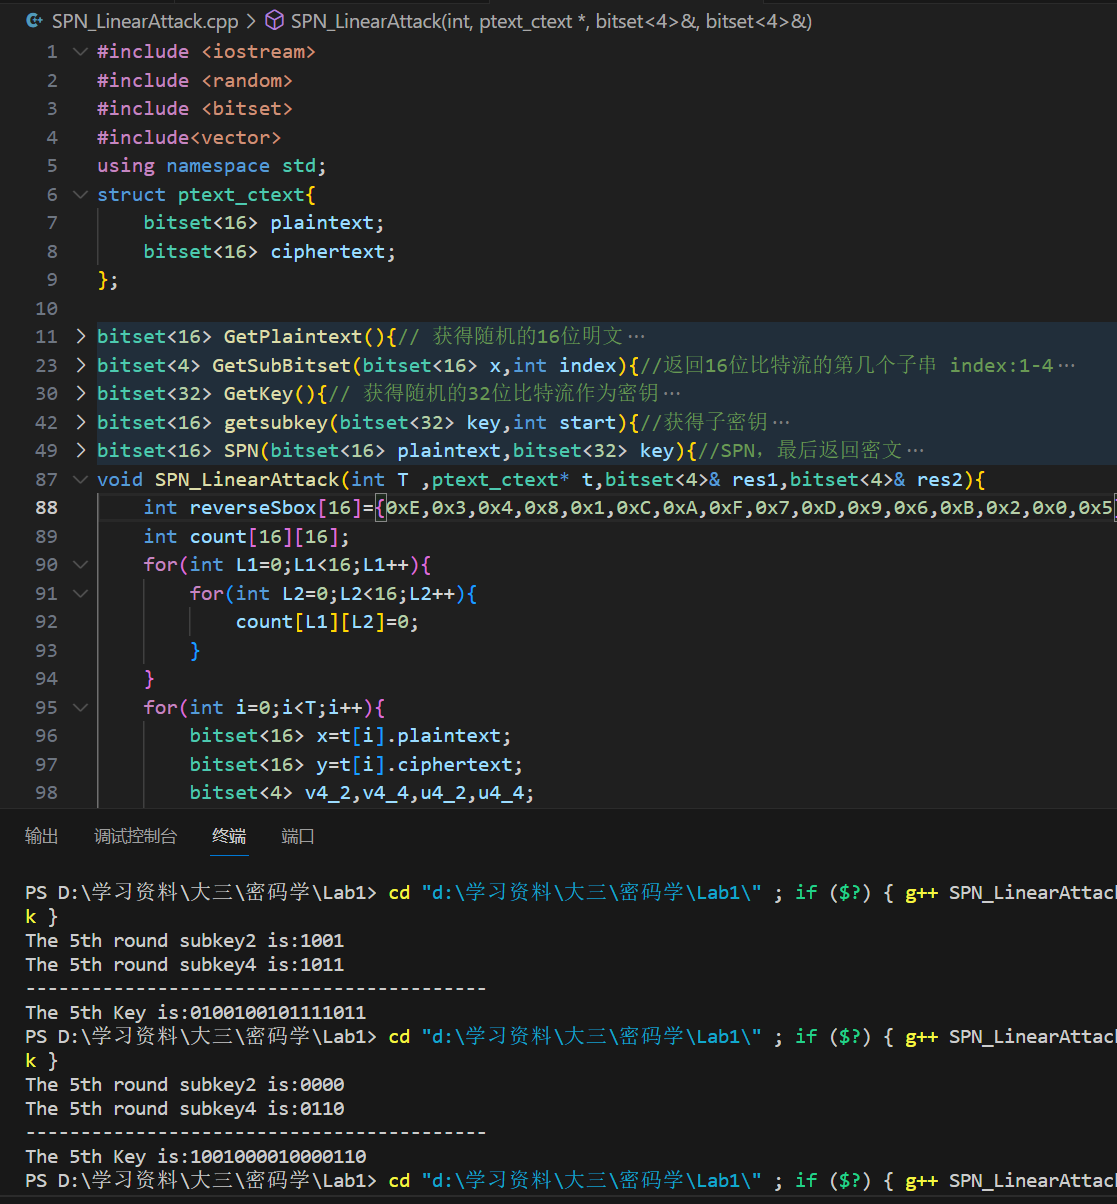 SPN_LinearAttack.cpp > SPN_LinearAttack(int, ptext_ctext *, bitset<4>&, bitset<4>&)
1 #include <iostream>
2 #include <random>
3 #include <bitset>
4 #include<vector>
5 using namespace std;
6 struct ptext_ctext{
7 bitset<16> plaintext;
8 bitset<16> ciphertext;
9 };
10
11 bitset<16> GetPlaintext(){// 获得随机的16位明文…
23 bitset<4> GetSubBitset(bitset<16> x,int index){//返回16位比特流的第几个子串 index:1-4…
30 bitset<32> GetKey(){// 获得随机的32位比特流作为密钥…
42 bitset<16> getsubkey(bitset<32> key,int start){//获得子密钥…
49 bitset<16> SPN(bitset<16> plaintext,bitset<32> key){//SPN，最后返回密文…
87 void SPN_LinearAttack(int T ,ptext_ctext* t,bitset<4>& res1,bitset<4>& res2){
88 int reverseSbox[16]={0xE,0x3,0x4,0x8,0x1,0xC,0xA,0xF,0x7,0xD,0x9,0x6,0xB,0x2,0x0,0x5
89 int count[16][16];
90 for(int L1=0;L1<16;L1++){
91 for(int L2=0;L2<16;L2++){
92 count[L1][L2]=0;
93 }
94 }
95 for(int i=0;i<T;i++){
96 bitset<16> x=t[i].plaintext;
97 bitset<16> y=t[i].ciphertext;
98 bitset<4> v4_2,v4_4,u4_2,u4_4;
输出 调试控制台 终端 端口
PS D:\学习资料\大三\密码学\Lab1> cd "d:\学习资料\大三\密码学\Lab1\" ; if ($?) { g++ SPN_LinearAttac
k }
The 5th round subkey2 is:1001
The 5th round subkey4 is:1011
------------------------------------------
The 5th Key is:0100100101111011
PS D:\学习资料\大三\密码学\Lab1> cd "d:\学习资料\大三\密码学\Lab1\" ; if ($?) { g++ SPN_LinearAttac
k }
The 5th round subkey2 is:0000
The 5th round subkey4 is:0110
------------------------------------------
The 5th Key is:1001000010000110
PS D:\学习资料\大三\密码学\Lab1> cd "d:\学习资料\大三\密码学\Lab1\" ; if ($?) { g++ SPN_LinearAttac